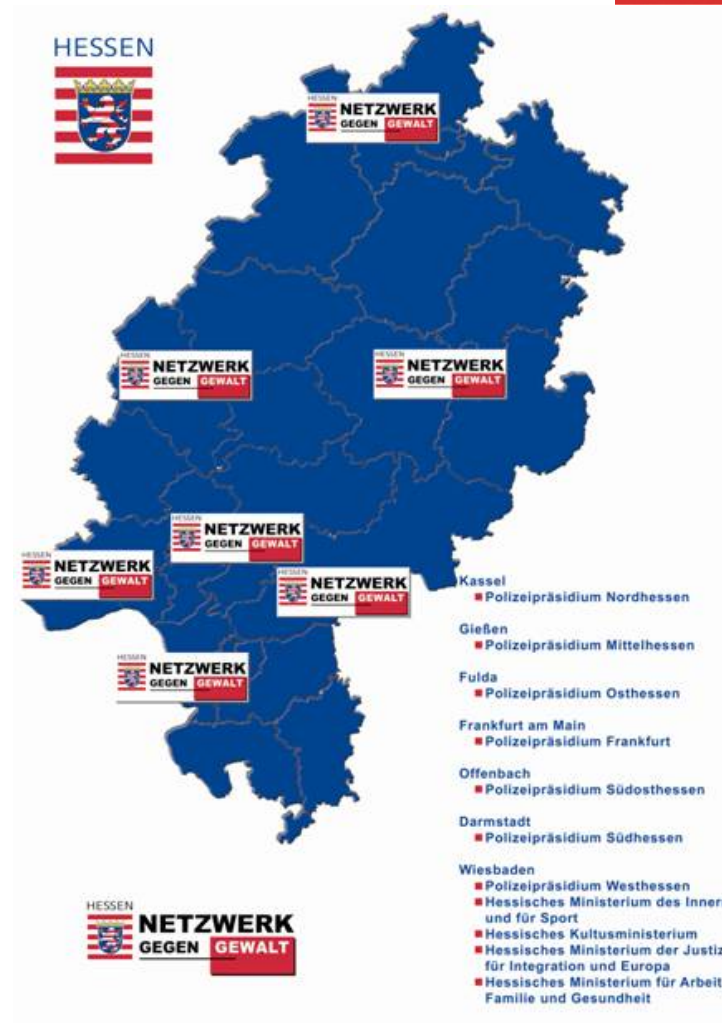 HESSEN
HESSEN
NETZWERK
GEGEN GEWALT
HESSEN
NETZWERK
GEGEN GEWALT
HESSEN
NETZWERK
GEGEN GEWALT
HESSEN
NETZWERK
GEGEN GEWALT
HESSEN
NETZWERK
GEGEN GEWALT
HESSEN
NETZWERK
GEGEN GEWALT
HESSEN
NETZWERK
GEGEN GEWALT
Kassel
Polizeipräsidium Nordhessen
Gießen
Polizeipräsidium Mittelhessen
Fulda
Polizeipräsidium Osthessen
Frankfurt am Main
Polizeipräsidium Frankfurt
Offenbach
Polizeipräsidium Südosthessen
Darmstadt
Polizeipräsidium Südhessen
Wiesbaden
Polizeipräsidium Westhessen
Hessisches Ministerium des Inners
und für Sport
Hessisches Kultusministerium
Hessisches Ministerium der Justiz
für Integration und Europa
Hessisches Ministerium für Arbeit
Familie und Gesundheit
HESSEN
NETZWERK
GEGEN GEWALT